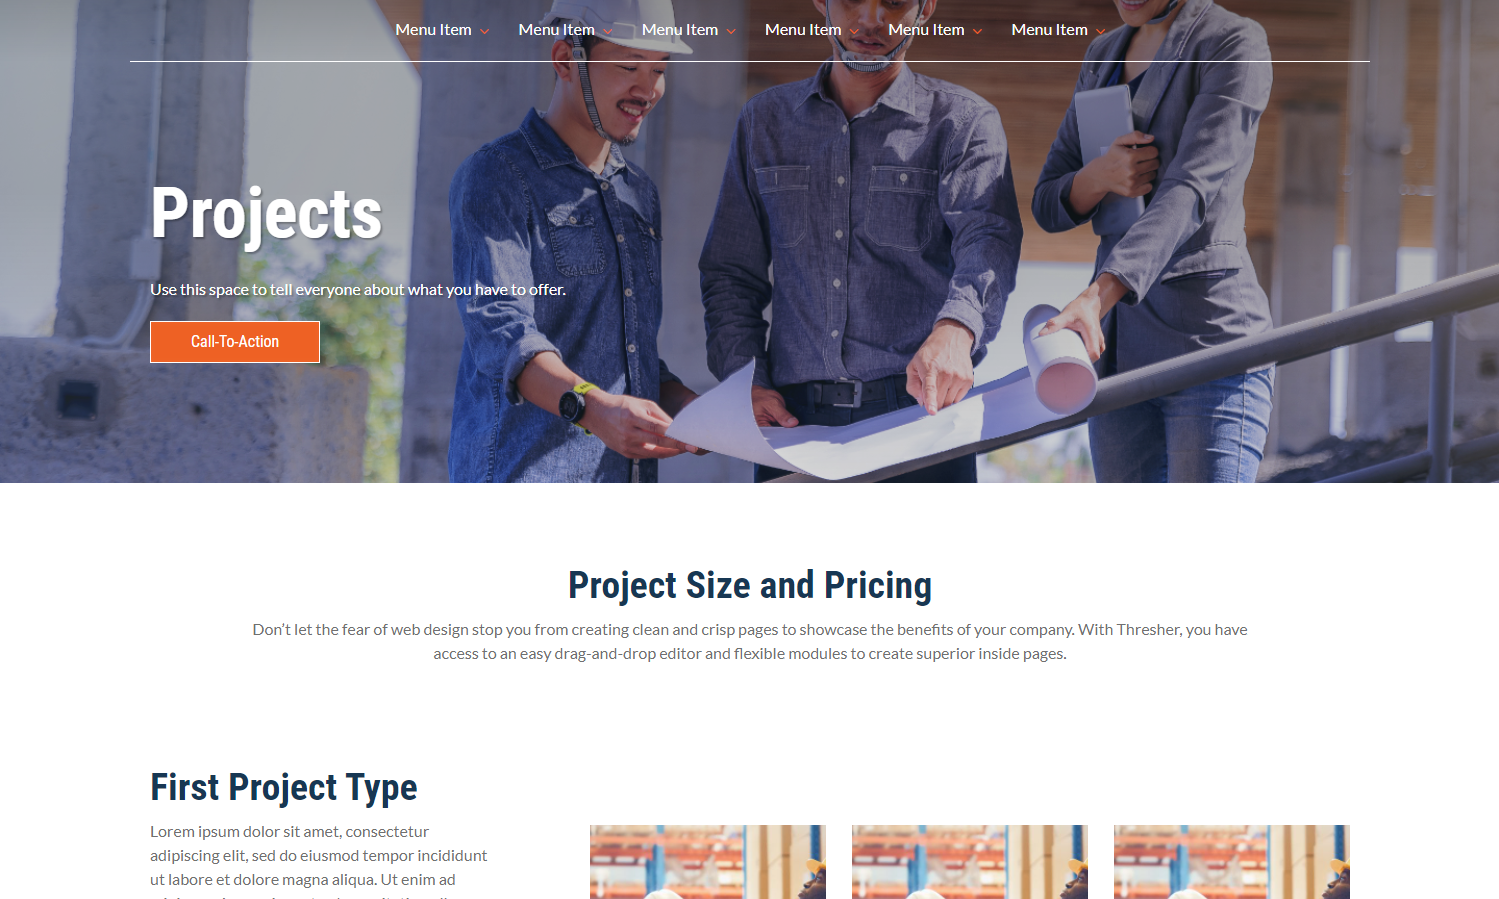 Menu Item Menu Item Menu Item Menu Item Menu Item Menu Item
Projects
Use this space to tell everyone about what you have to offer.
Call-To-Action
Project Size and Pricing
Don’t let the fear of web design stop you from creating clean and crisp pages to showcase the benefits of your company. With Thresher, you have
access to an easy drag-and-drop editor and flexible modules to create superior inside pages.
First Project Type
Lorem ipsum dolor sit amet, consectetur
adipiscing elit, sed do eiusmod tempor incididunt
ut labore et dolore magna aliqua. Ut enim ad